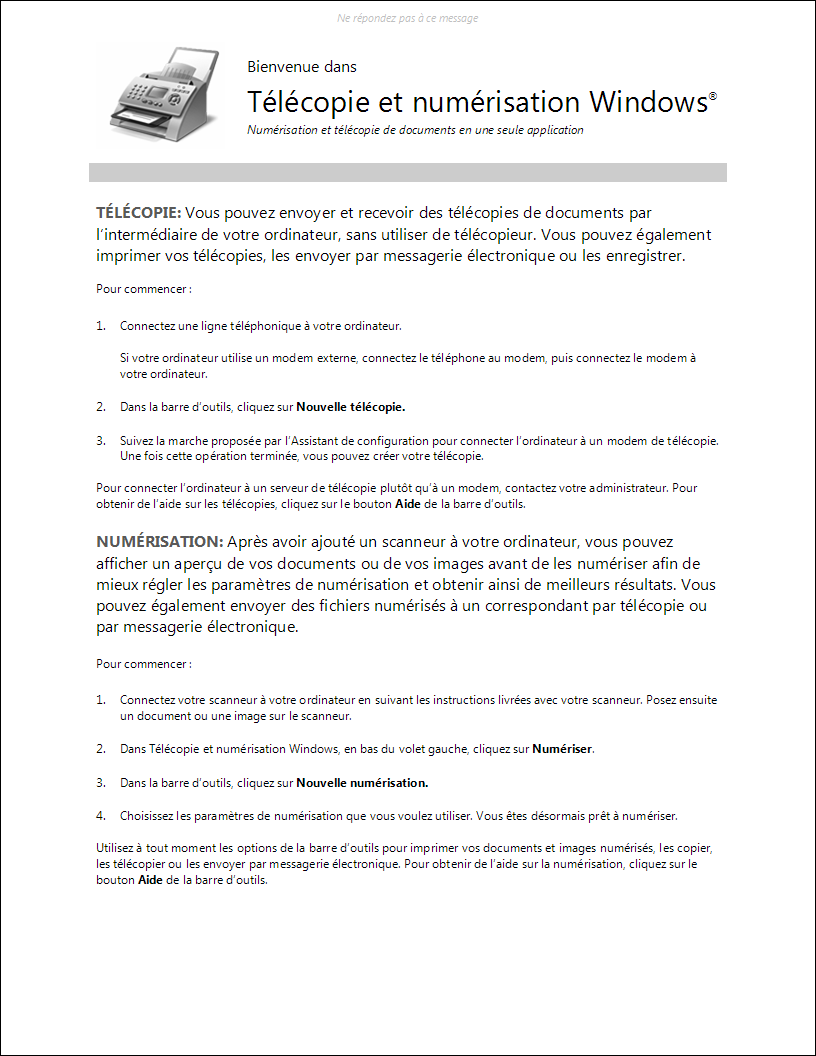 Ne répondez pas à ce message
Bienvenue dans
Télécopie et numérisation Windows®
Numérisation et télécopie de documents en une seule application
TÉLÉCOPIE: Vous pouvez envoyer et recevoir des télécopies de documents par
l’intermédiaire de votre ordinateur, sans utiliser de télécopieur. Vous pouvez également
imprimer vos télécopies, les envoyer par messagerie électronique ou les enregistrer.
Pour commencer :
1. Connectez une ligne téléphonique à votre ordinateur.
Si votre ordinateur utilise un modem externe, connectez le téléphone au modem, puis connectez le modem à
votre ordinateur.
2. Dans la barre d’outils, cliquez sur Nouvelle télécopie.
3. Suivez la marche proposée par l’Assistant de configuration pour connecter l’ordinateur à un modem de télécopie.
Une fois cette opération terminée, vous pouvez créer votre télécopie.
Pour connecter l’ordinateur à un serveur de télécopie plutôt qu’à un modem, contactez votre administrateur. Pour
obtenir de l’aide sur les télécopies, cliquez sur le bouton Aide de la barre d’outils.
NUMÉRISATION: Après avoir ajouté un scanneur à votre ordinateur, vous pouvez
afficher un aperçu de vos documents ou de vos images avant de les numériser afin de
mieux régler les paramètres de numérisation et obtenir ainsi de meilleurs résultats. Vous
pouvez également envoyer des fichiers numérisés à un correspondant par télécopie ou
par messagerie électronique.
Pour commencer :
1. Connectez votre scanneur à votre ordinateur en suivant les instructions livrées avec votre scanneur. Posez ensuite
un document ou une image sur le scanneur.
2. Dans Télécopie et numérisation Windows, en bas du volet gauche, cliquez sur Numériser.
3. Dans la barre d’outils, cliquez sur Nouvelle numérisation.
4. Choisissez les paramètres de numérisation que vous voulez utiliser. Vous êtes désormais prêt à numériser.
Utilisez à tout moment les options de la barre d’outils pour imprimer vos documents et images numérisés, les copier,
les télécopier ou les envoyer par messagerie électronique. Pour obtenir de l’aide sur la numérisation, cliquez sur le
bouton Aide de la barre d’outils.